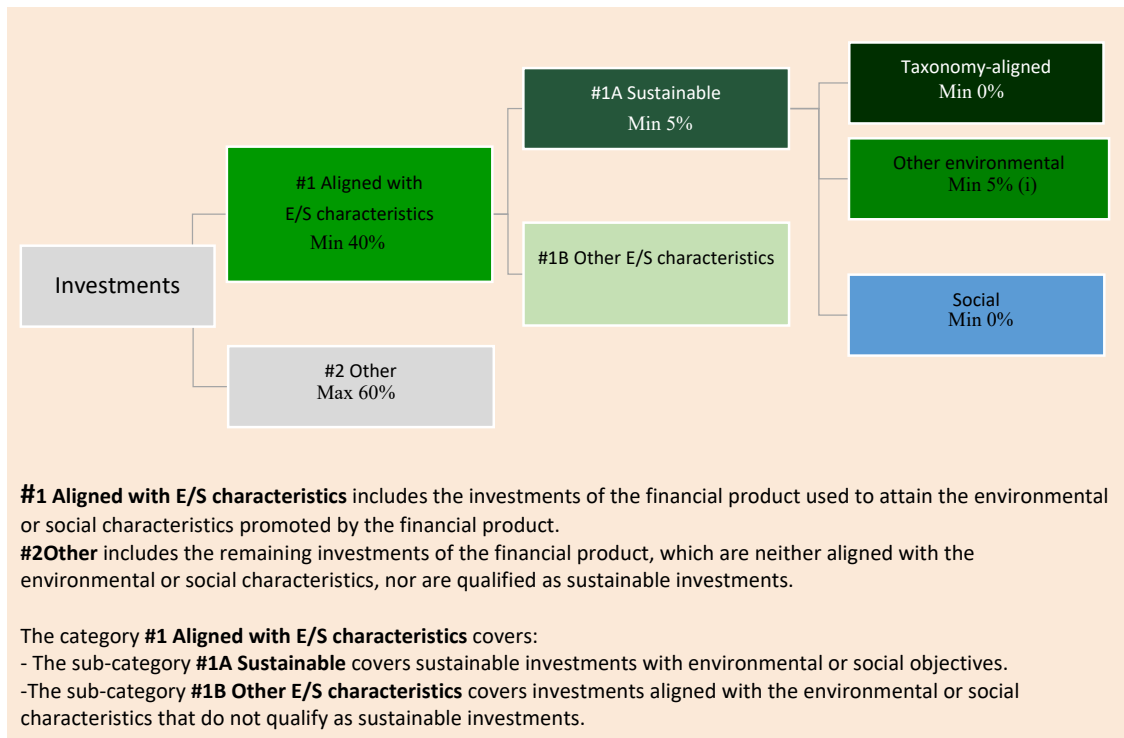 Investments
#1 Aligned with
E/S characteristics
Min 40%
#2 Other
Max 60%
#1A Sustainable
Min 5%
#1B Other E/S characteristics
Taxonomy-aligned
Min 0%
Other environmental
Min 5% (i)
Social
Min 0%
#1 Aligned with E/S characteristics includes the investments of the financial product used to attain the environmental
or social characteristics promoted by the financial product.
#2Other includes the remaining investments of the financial product, which are neither aligned with the
environmental or social characteristics, nor are qualified as sustainable investments.
The category #1 Aligned with E/S characteristics covers:
- The sub-category #1A Sustainable covers sustainable investments with environmental or social objectives.
-The sub-category #1B Other E/S characteristics covers investments aligned with the environmental or social
characteristics that do not qualify as sustainable investments.